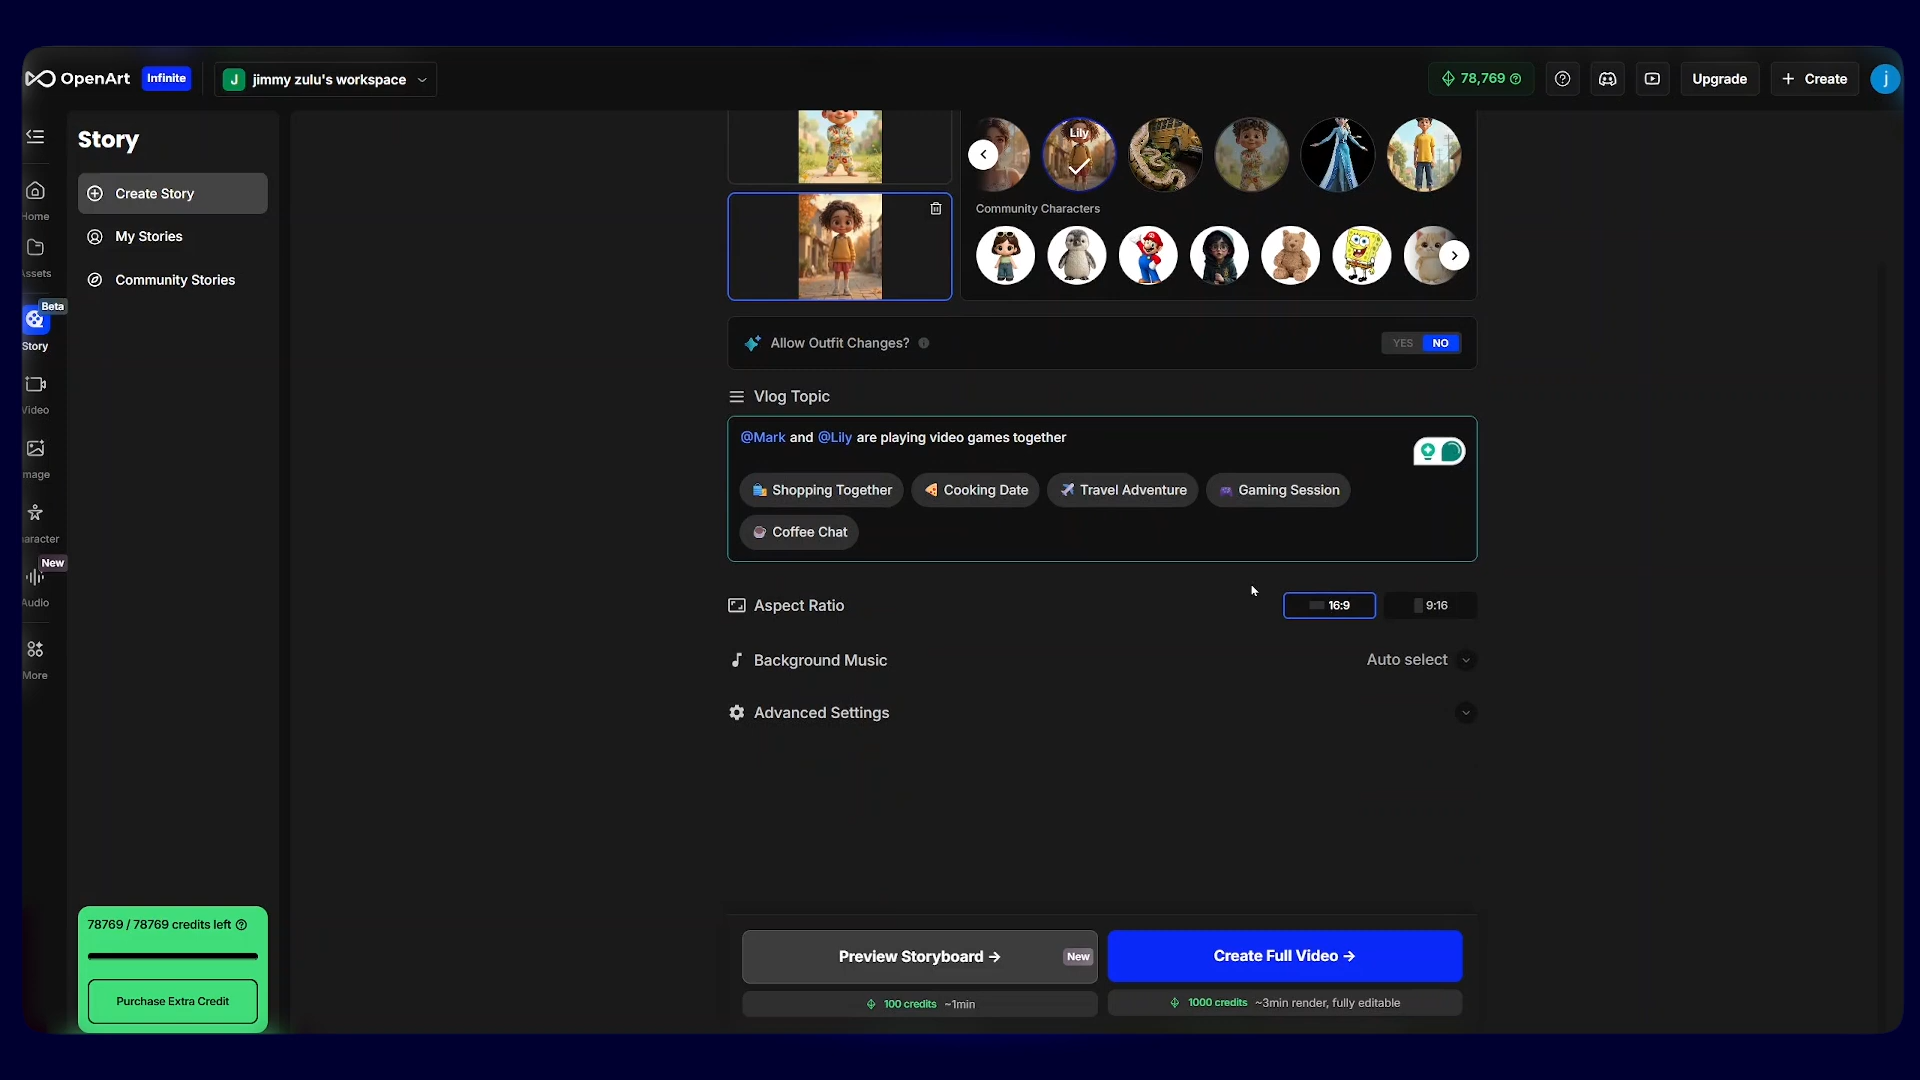 OpenArt Infinite J jimmy zulu's workspace 78,769 Upgrade + Create j
Story
Create Story
My Stories
Community Stories
Home
Assets
Beta
Story
Video
mage
aracter
New
Audio
More
78769 / 78769 credits left
Purchase Extra Credit
Lily
Community Characters
Allow Outfit Changes? YES NO
Vlog Topic
@Mark and @Lily are playing video games together
Shopping Together Cooking Date Travel Adventure Gaming Session
Coffee Chat
Aspect Ratio 16:9 9:16
Background Music Auto select
Advanced Settings
Preview Storyboard → New
100 credits ~1min
Create Full Video →
1000 credits ~3min render, fully editable